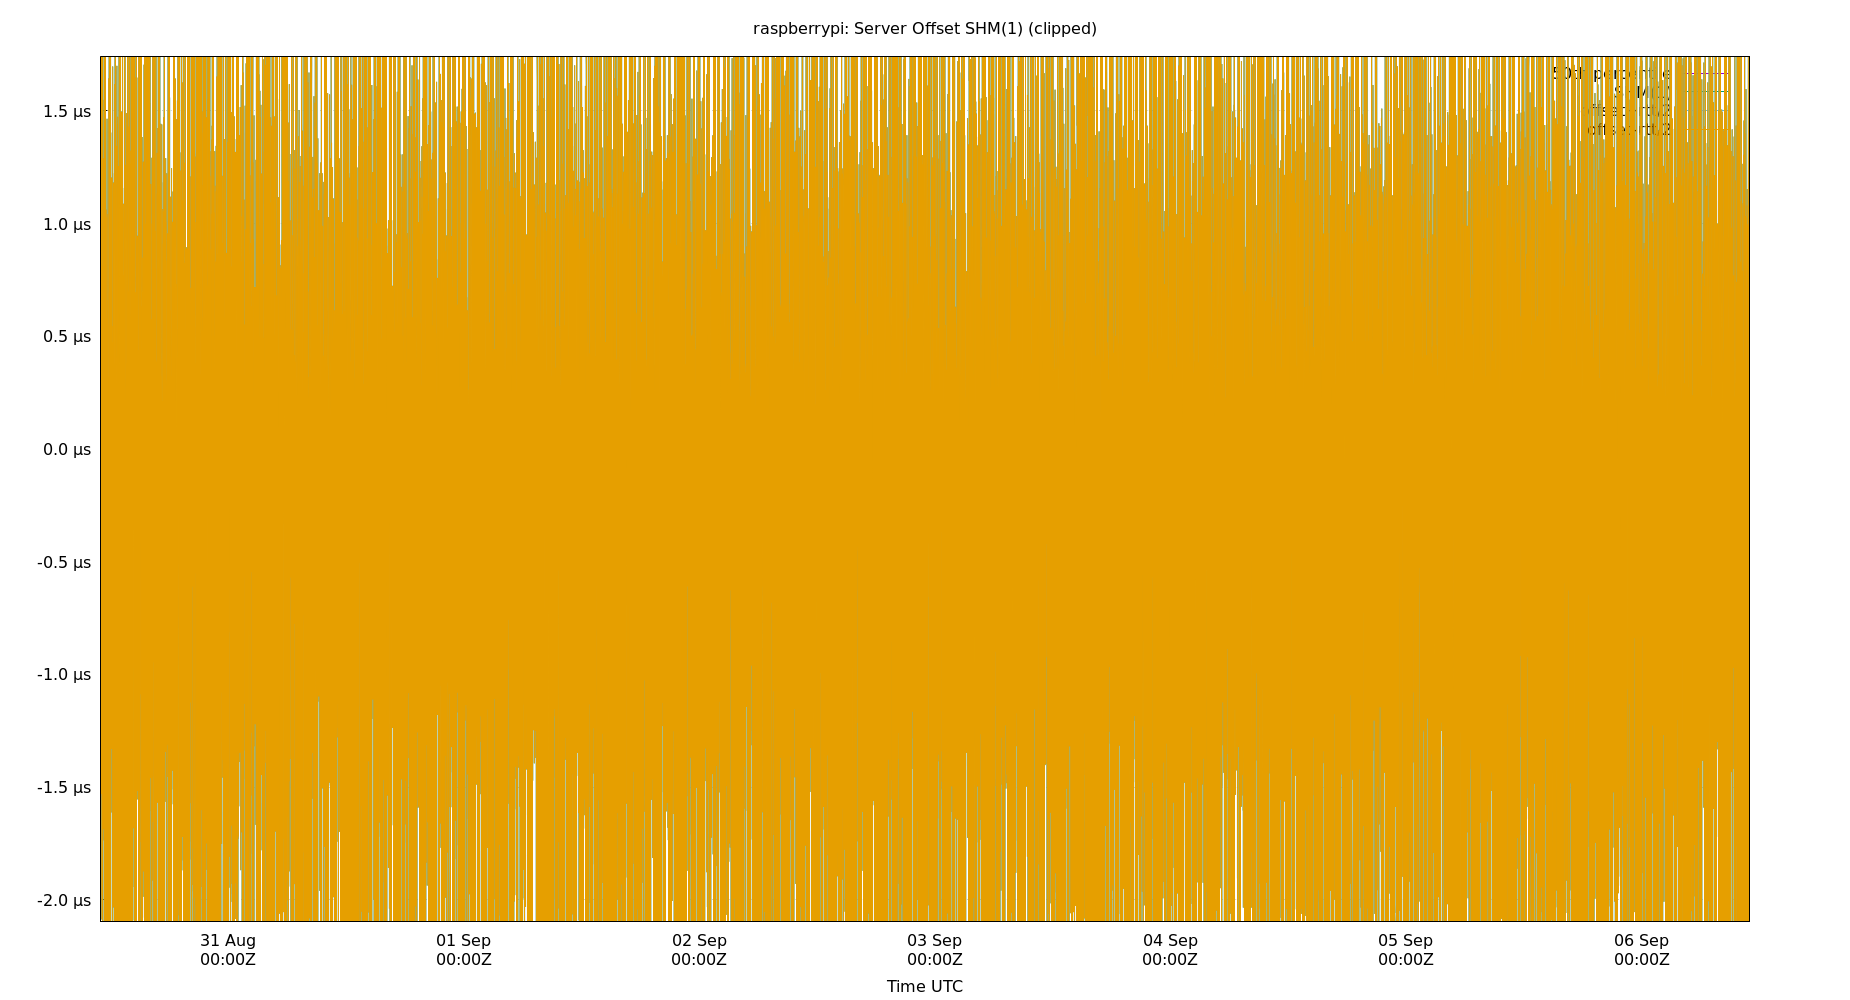 raspberrypi: Server Offset SHM(1) (clipped)
50th percentile
1.5 µs
1.0 µs
0.5 µs
0.0 µs
-0.5 µs
-1.0 µs
-1.5 µs
-2.0 µs
31 Aug 01 Sep 02 Sep 03 Sep 04 Sep 05 Sep 06 Sep
00:00Z 00:00Z 00:00Z 00:00Z 00:00Z 00:00Z 00:00Z
Time UTC